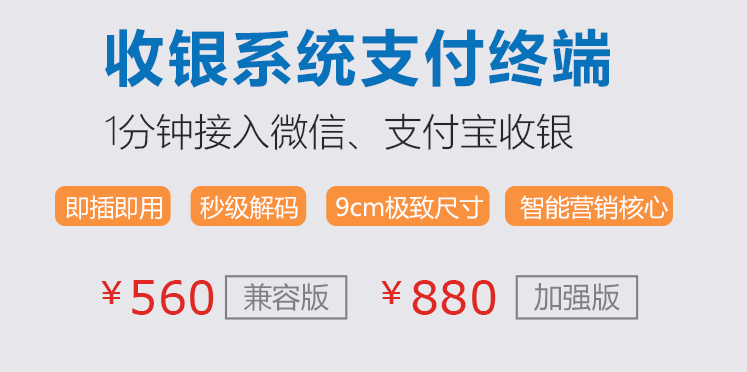 收银系统支付终端
1分钟接入微信、支付宝收银
即插即用 秒级解码 9cm极致尺寸 智能营销核心
¥560 兼容版 ¥880 加强版